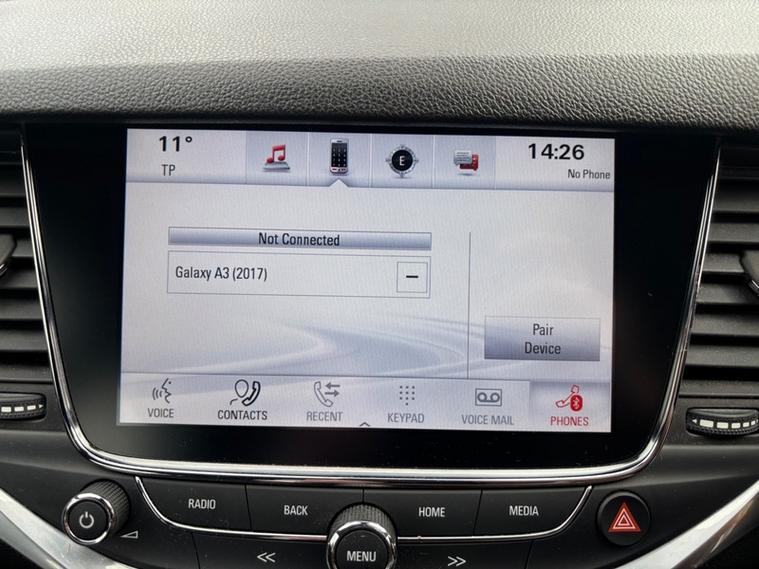 11°
TP
E
14:26
No Phone
Not Connected
Galaxy A3 (2017)
Pair
Device
VOICE
CONTACTS
RECENT
KEYPAD
VOICE MAIL
PHONES
RADIO
BACK
HOME
MEDIA
MENU